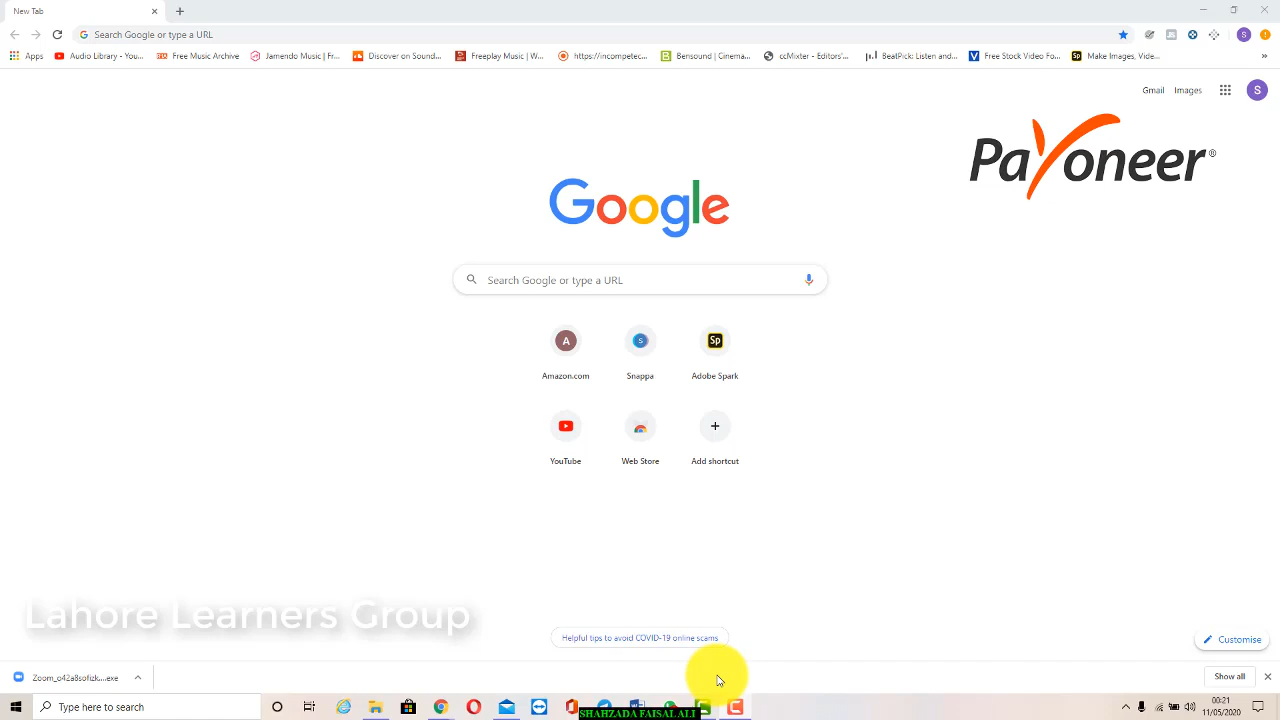 New Tab
Search Google or type a URL
Apps
Audio Library - You...
Free Music Archive
Jamendo Music | Fr...
Discover on Sound...
Freeplay Music | W...
https://incompetec...
Bensound | Cinema...
ccMixter - Editors'...
BeatPick: Listen and...
Free Stock Video Fo...
Make Images, Vide...
Gmail
Images
S
Payoneer®
Google
Search Google or type a URL
A
S
Sp
Amazon.com
Snappa
Adobe Spark
YouTube
Web Store
Add shortcut
Lahore Learners Group
Helpful tips to avoid COVID-19 online scams
Customise
Show all
Type here to search
SHAHZADA FAISAL ALI
00:21
11/05/2020